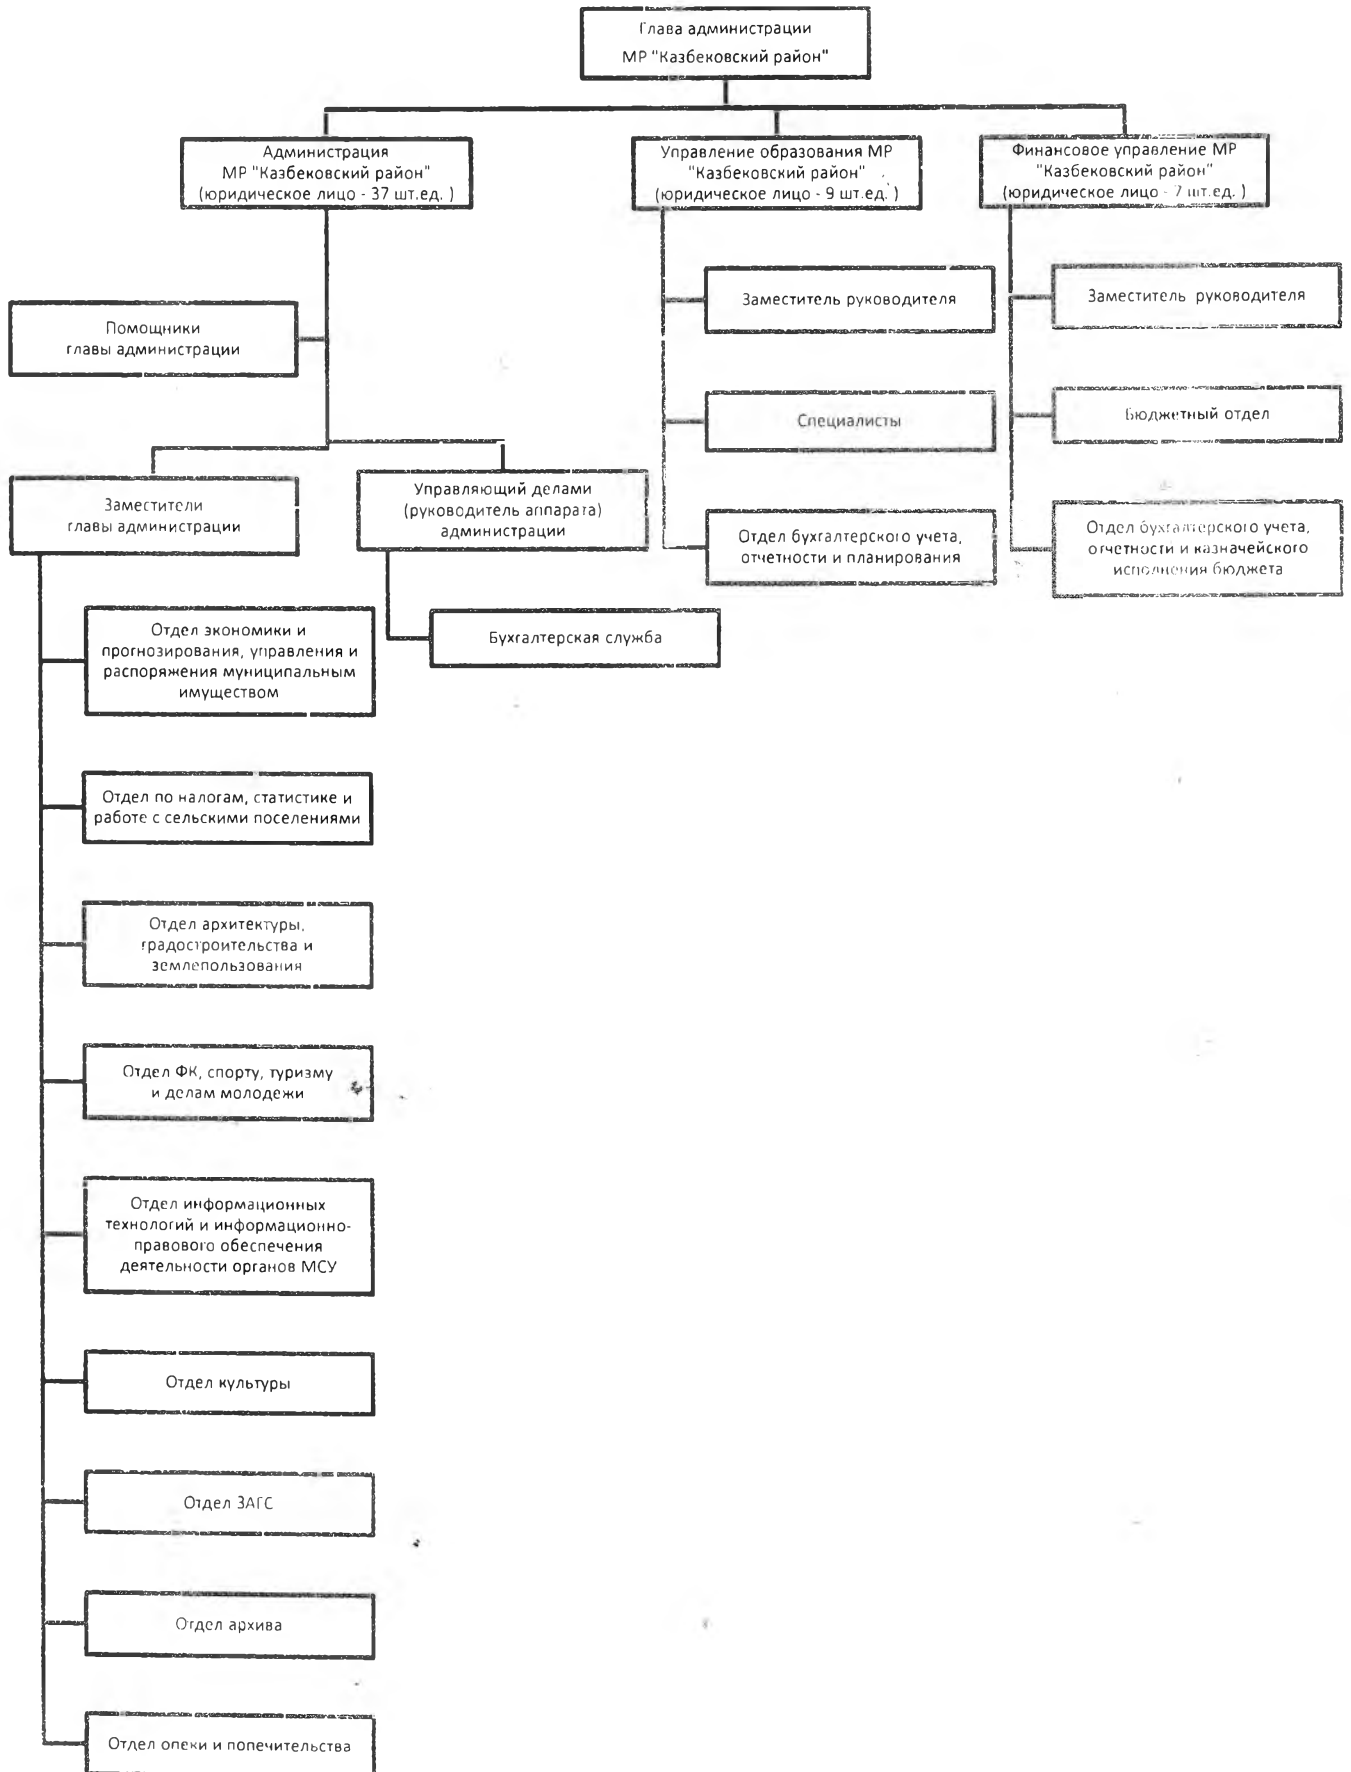 Глава администрации
МР "Казбековский район"
Администрация
МР "Казбековский район"
(юридическое лицо - 37 шт.ед. )
Управление образования МР
"Казбековский район"
(юридическое лицо - 9 шт.ед. )
Финансовое управление МР
"Казбековский район"
(юридическое лицо - 7 шт.ед. )
Помощники
главы администрации
Заместитель руководителя
Заместитель руководителя
Специалисты
Бюджетный отдел
Заместители
главы администрации
Управляющий делами
(руководитель аппарата)
администрации
Отдел бухгалтерского учета,
отчетности и планирования
Отдел бухгалтерского учета,
отчетности и казначейского
исполнения бюджета
Отдел экономики и
прогнозирования, управления и
распоряжения муниципальным
имуществом
Бухгалтерская служба
Отдел по налогам, статистике и
работе с сельскими поселениями
Отдел архитектуры,
градостроительства и
землепользования
Отдел ФК, спорту, туризму
и делам молодежи
Отдел информационных
технологий и информационно-
правового обеспечения
деятельности органов МСУ
Отдел культуры
Отдел ЗАГС
Отдел архива
Отдел опеки и попечительства